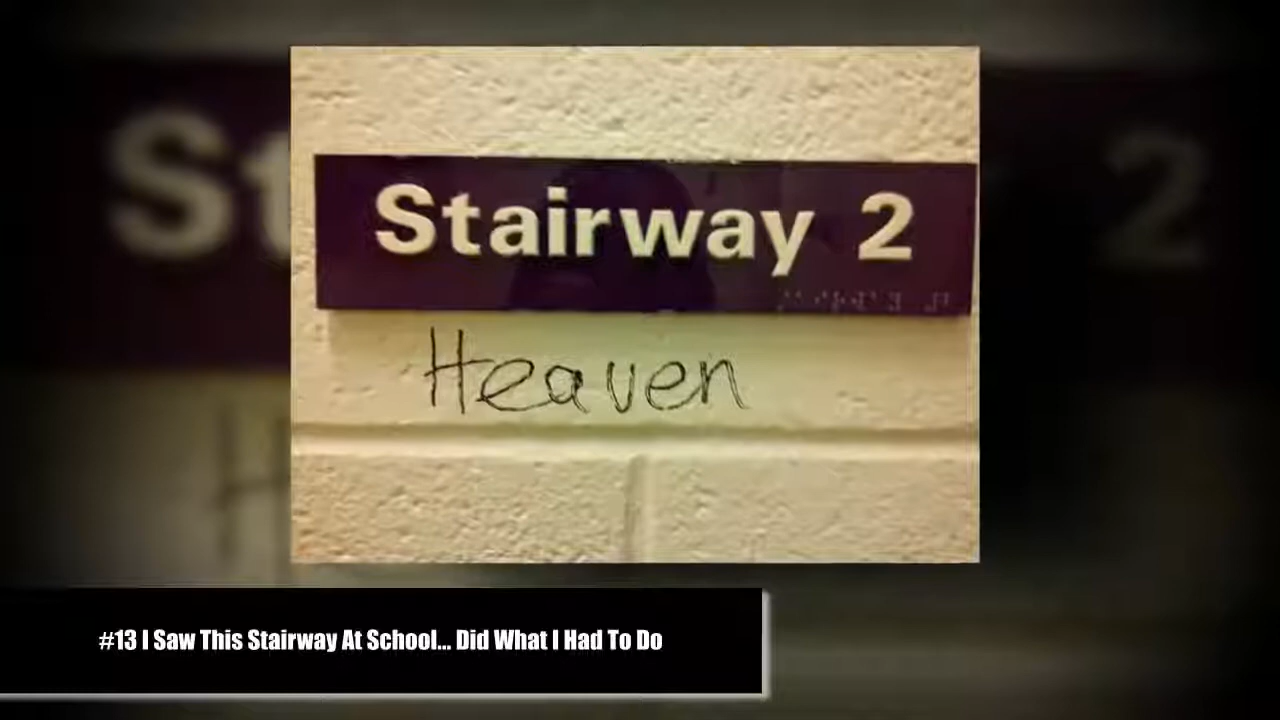 Stairway 2
Heaven
#13 I Saw This Stairway At School... Did What I Had To Do